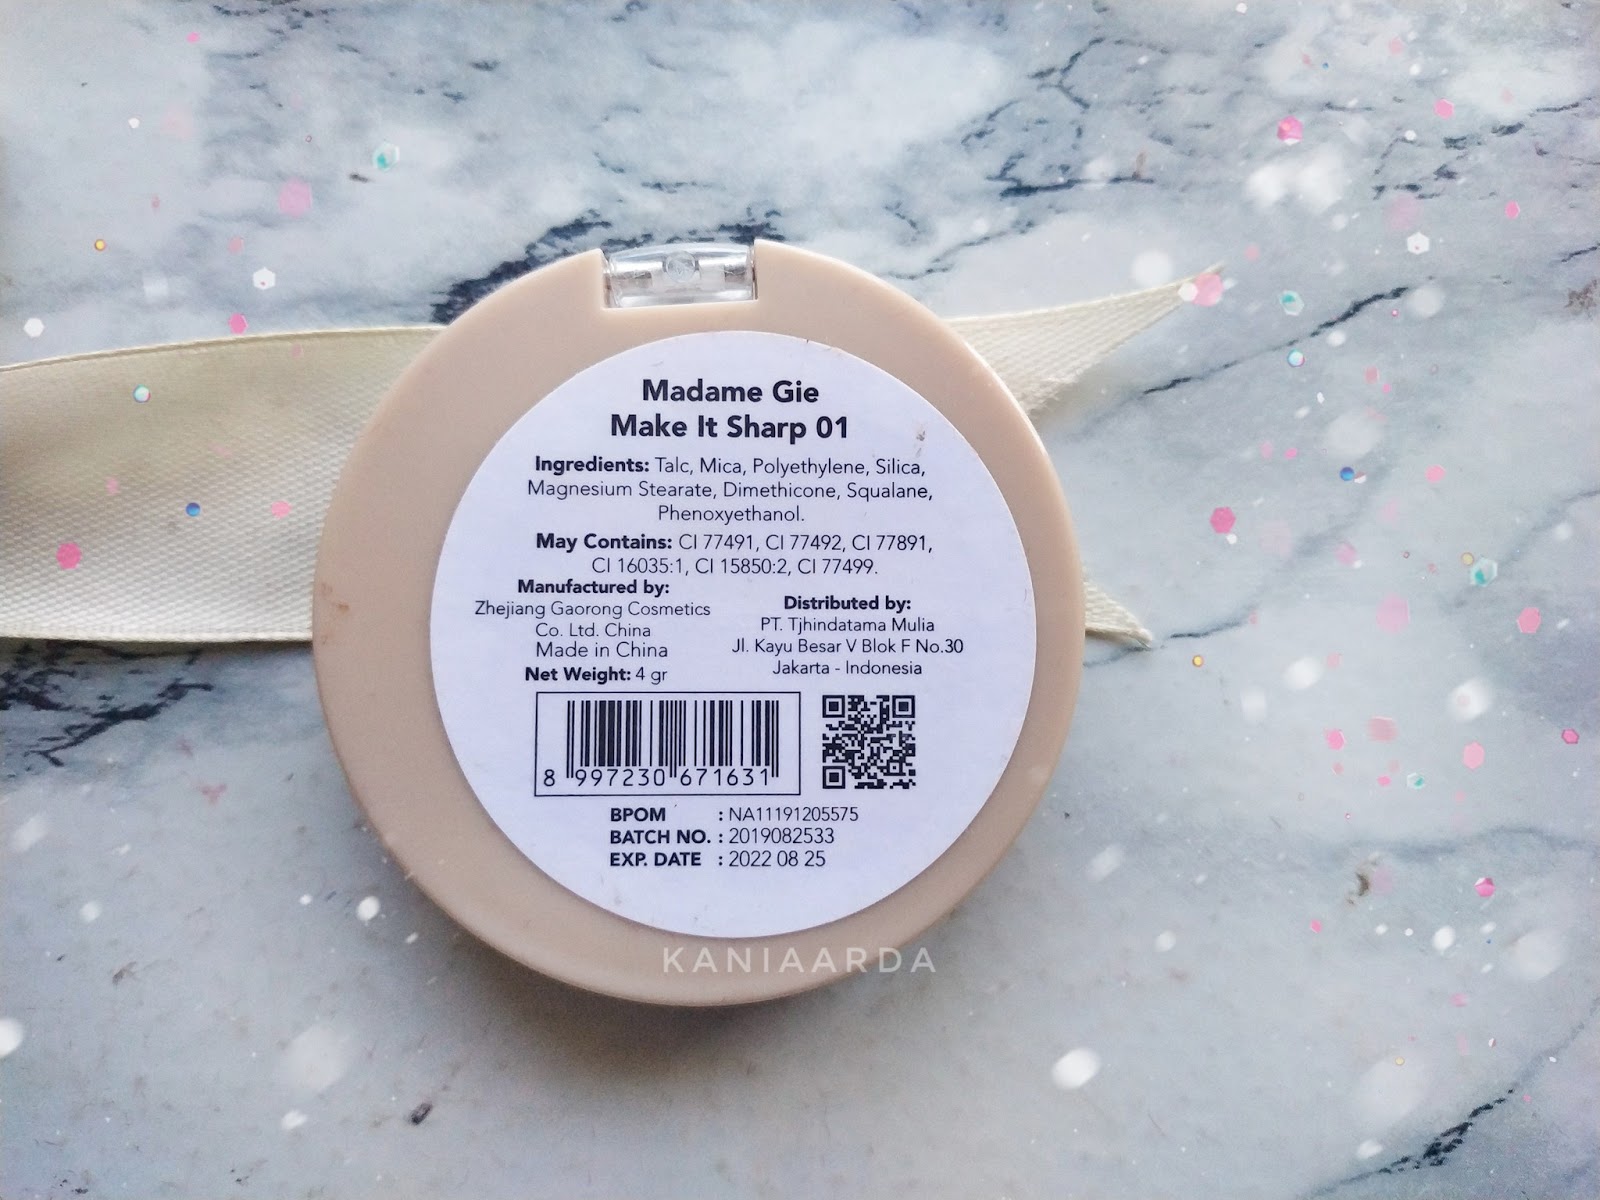 Madame Gie
Make It Sharp 01
Ingredients: Talc, Mica, Polyethylene, Silica,
Magnesium Stearate, Dimethicone, Squalane,
Phenoxyethanol.
May Contains: CI 77491, CI 77492, CI 77891,
CI 16035:1, CI 15850:2, CI 77499.
Manufactured by:
Zhejiang Gaorong Cosmetics
Co. Ltd. China
Made in China
Net Weight: 4 gr
Distributed by:
PT. Tjhindatama Mulia
Jl. Kayu Besar V Blok F No.30
Jakarta - Indonesia
8 997230 671631
BPOM : NA11191205575
BATCH NO. : 2019082533
EXP. DATE : 2022 08 25
KANIAARDA